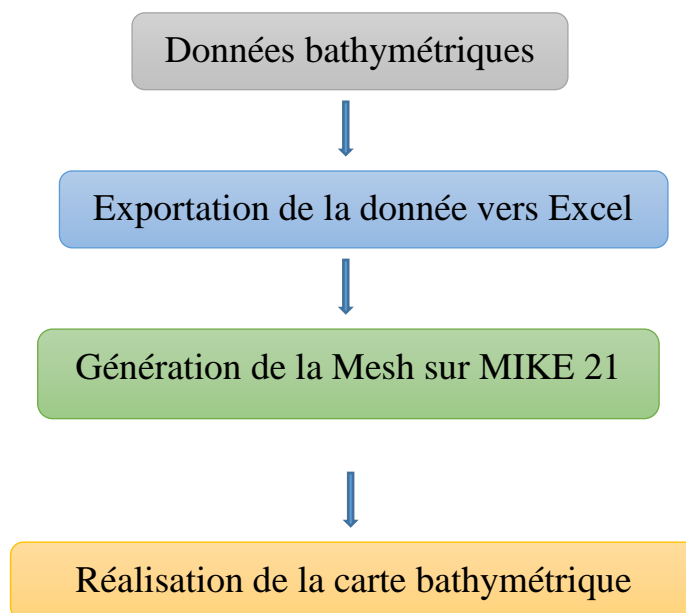 Données bathymétriques
Exportation de la donnée vers Excel
Génération de la Mesh sur MIKE 21
Réalisation de la carte bathymétrique